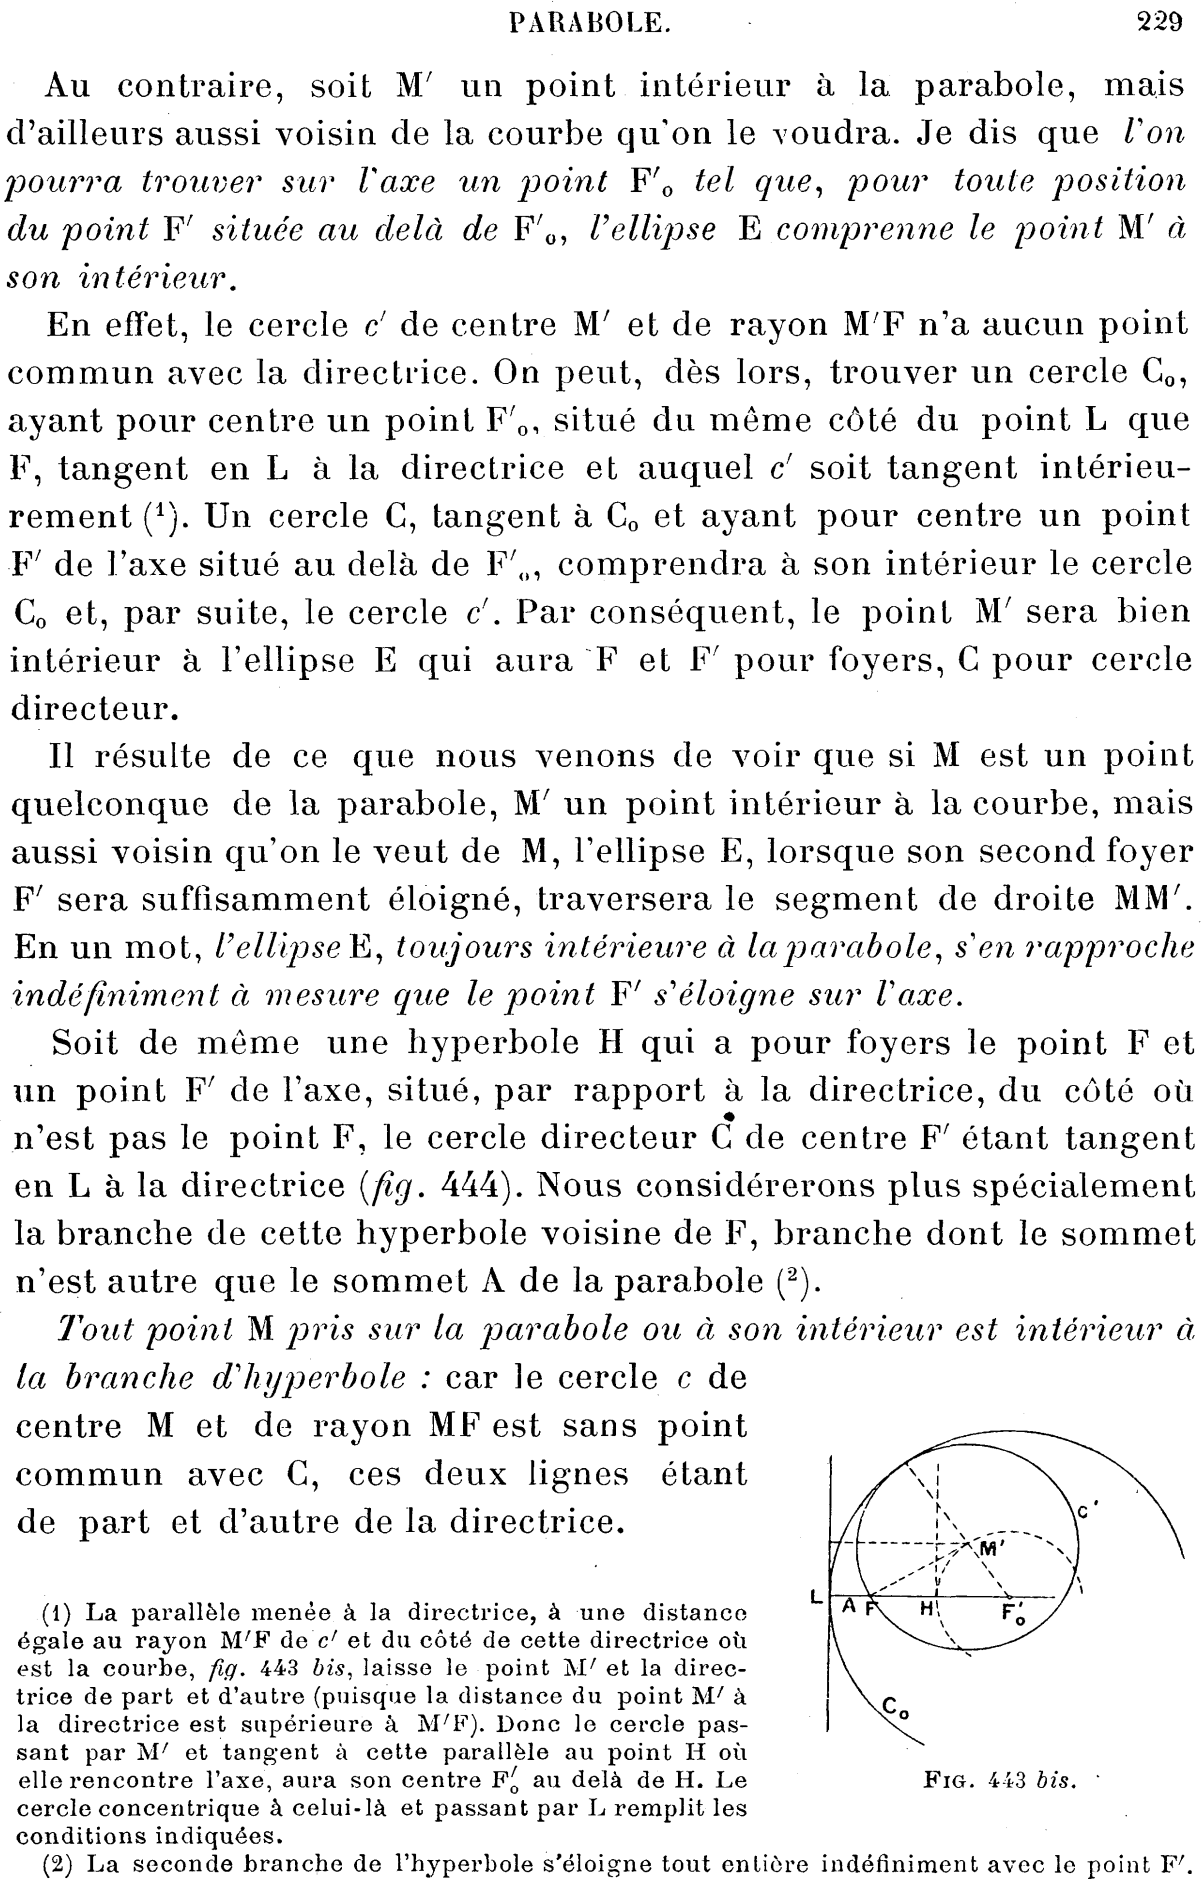 PARABOLE. 229
Au contraire, soit M′ un point intérieur à la parabole, mais
d'ailleurs aussi voisin de la courbe qu'on le voudra. Je dis que l'on
pourra trouver sur l'axe un point F′₀ tel que, pour toute position
du point F′ située au delà de F′₀, l'ellipse E comprenne le point M′ à
son intérieur.
En effet, le cercle c′ de centre M′ et de rayon M′F n'a aucun point
commun avec la directrice. On peut, dès lors, trouver un cercle C₀,
ayant pour centre un point F′₀, situé du même côté du point L que
F, tangent en L à la directrice et auquel c′ soit tangent intérieu-
rement (¹). Un cercle C, tangent à C₀ et ayant pour centre un point
F′ de l'axe situé au delà de F′₀, comprendra à son intérieur le cercle
C₀ et, par suite, le cercle c′. Par conséquent, le point M′ sera bien
intérieur à l'ellipse E qui aura F et F′ pour foyers, C pour cercle
directeur.
Il résulte de ce que nous venons de voir que si M est un point
quelconque de la parabole, M′ un point intérieur à la courbe, mais
aussi voisin qu'on le veut de M, l'ellipse E, lorsque son second foyer
F′ sera suffisamment éloigné, traversera le segment de droite MM′.
En un mot, l'ellipse E, toujours intérieure à la parabole, s'en rapproche
indéfiniment à mesure que le point F′ s'éloigne sur l'axe.
Soit de même une hyperbole H qui a pour foyers le point F et
un point F′ de l'axe, situé, par rapport à la directrice, du côté où
n'est pas le point F, le cercle directeur C de centre F′ étant tangent
en L à la directrice (fig. 444). Nous considérerons plus spécialement
la branche de cette hyperbole voisine de F, branche dont le sommet
n'est autre que le sommet A de la parabole (²).
Tout point M pris sur la parabole ou à son intérieur est intérieur à
la branche d'hyperbole : car le cercle c de
centre M et de rayon MF est sans point
commun avec C, ces deux lignes étant
de part et d'autre de la directrice.
(1) La parallèle menée à la directrice, à une distance
égale au rayon M′F de c′ et du côté de cette directrice où
est la courbe, fig. 443 bis, laisse le point M′ et la direc-
trice de part et d'autre (puisque la distance du point M′ à
la directrice est supérieure à M′F). Donc le cercle pas-
sant par M′ et tangent à cette parallèle au point H où
elle rencontre l'axe, aura son centre F′₀ au delà de H. Le
cercle concentrique à celui-là et passant par L remplit les
conditions indiquées.
C′
M′
L A F H F′₀
C₀
FIG. 443 bis.
(2) La seconde branche de l'hyperbole s'éloigne tout entière indéfiniment avec le point F′.